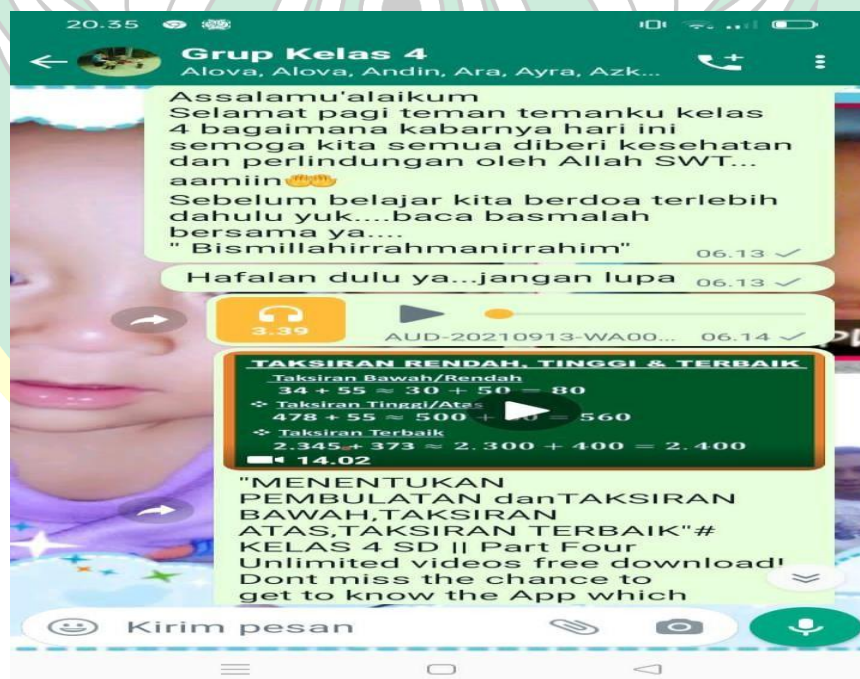 20.35
Grup Kelas 4
Alova, Alova, Andin, Ara, Ayra, Azk...
Assalamu'alaikum
Selamat pagi teman temanku kelas
4 bagaimana kabarnya hari ini
semoga kita semua diberi kesehatan
dan perlindungan oleh Allah SWT...
aamiin🤲🤲
Sebelum belajar kita berdoa terlebih
dahulu yuk....baca basmalah
bersama ya....
" Bismillahirrahmanirrahim"
06.13
Hafalan dulu ya...jangan lupa 06.13
3.39
AUD-20210913-WA00... 06.14
TAKSIRAN RENDAH, TINGGI & TERBAIK
Taksiran Bawah/Rendah
34 + 55 ≈ 30 + 50 = 80
❖ Taksiran Tinggi/Atas
478 + 55 ≈ 500 + = 560
❖ Taksiran Terbaik
2.345 + 373 ≈ 2.300 + 400 = 2.400
14.02
"MENENTUKAN
PEMBULATAN danTAKSIRAN
BAWAH,TAKSIRAN
ATAS,TAKSIRAN TERBAIK"#
KELAS 4 SD || Part Four
Unlimited videos free download!
Dont miss the chance to
get to know the App which
Kirim pesan